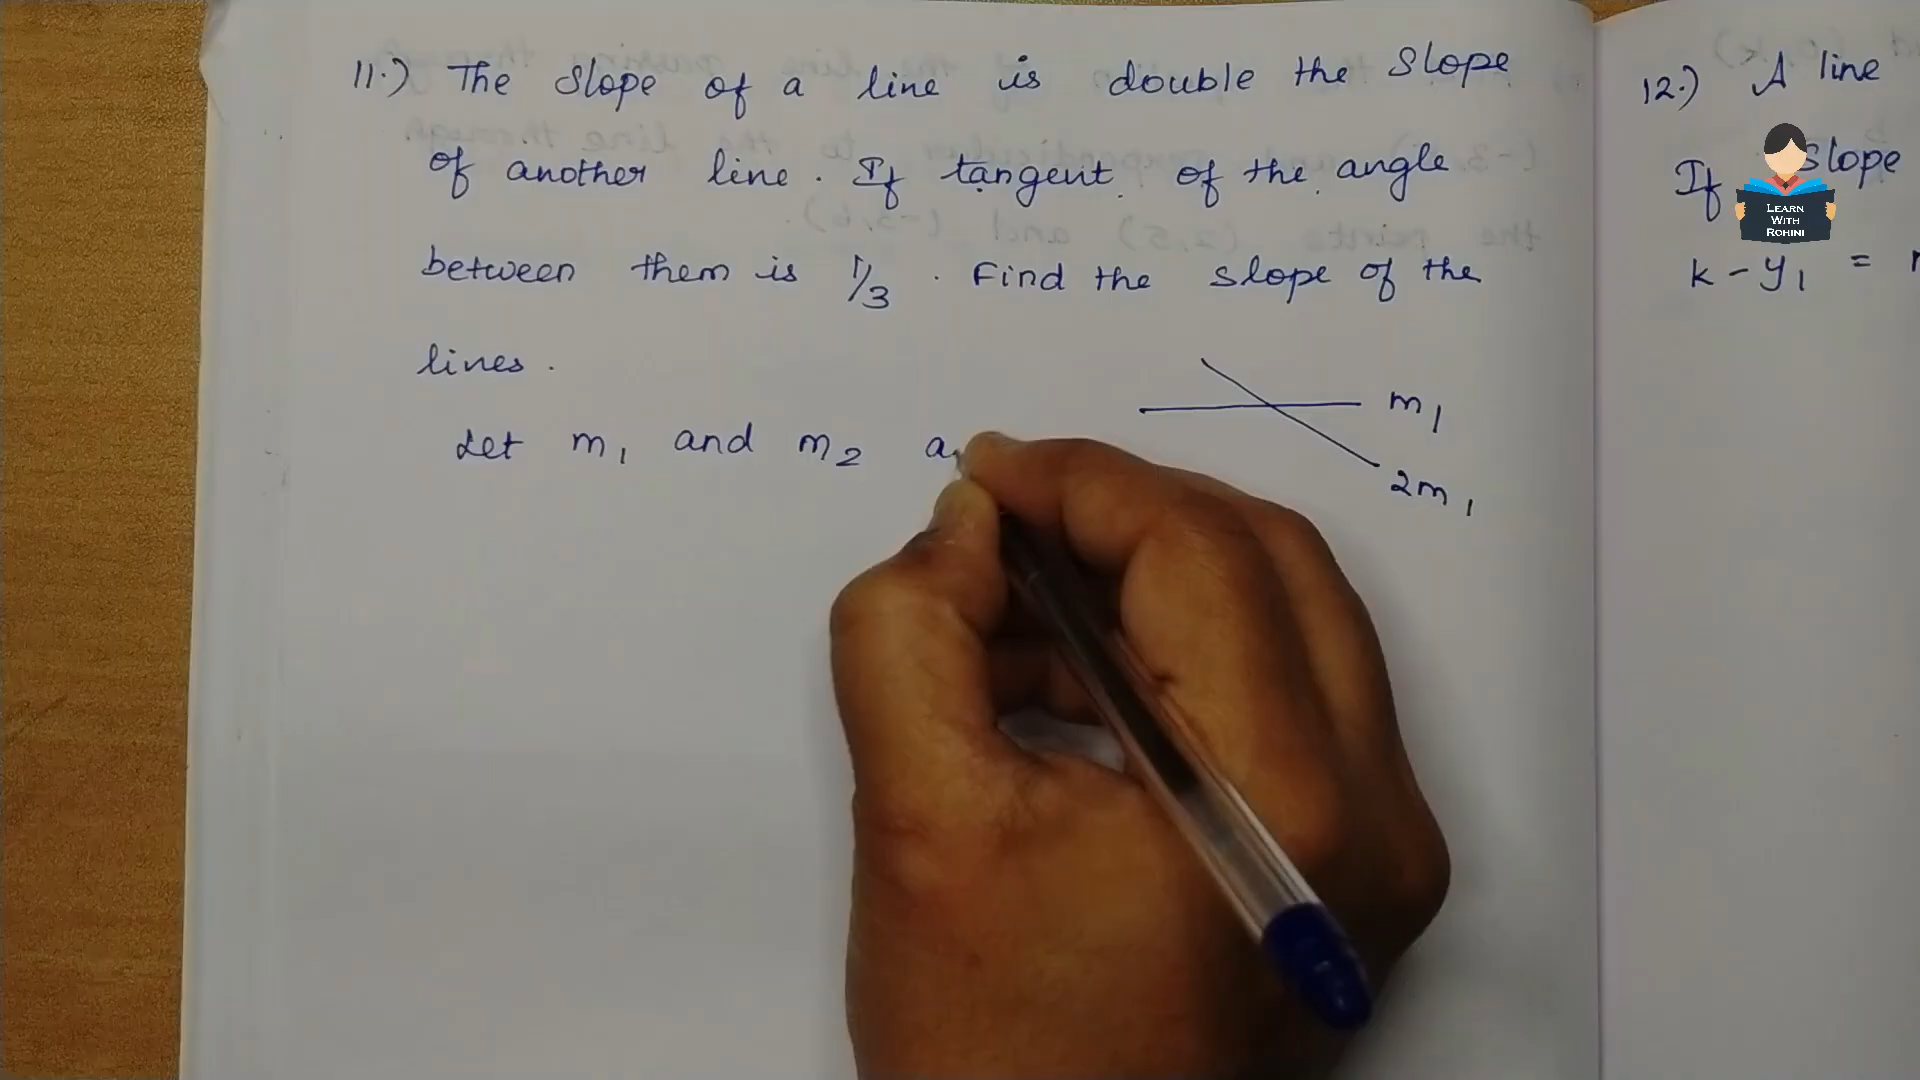 11.) The slope of a line is double the slope
of another line. If tangent of the angle
between them is 1/3. Find the slope of the
lines.
m1
2m1
Let m1 and m2
12.) A line
If slope
k - y1 =
LEARN
WITH
ROHINI